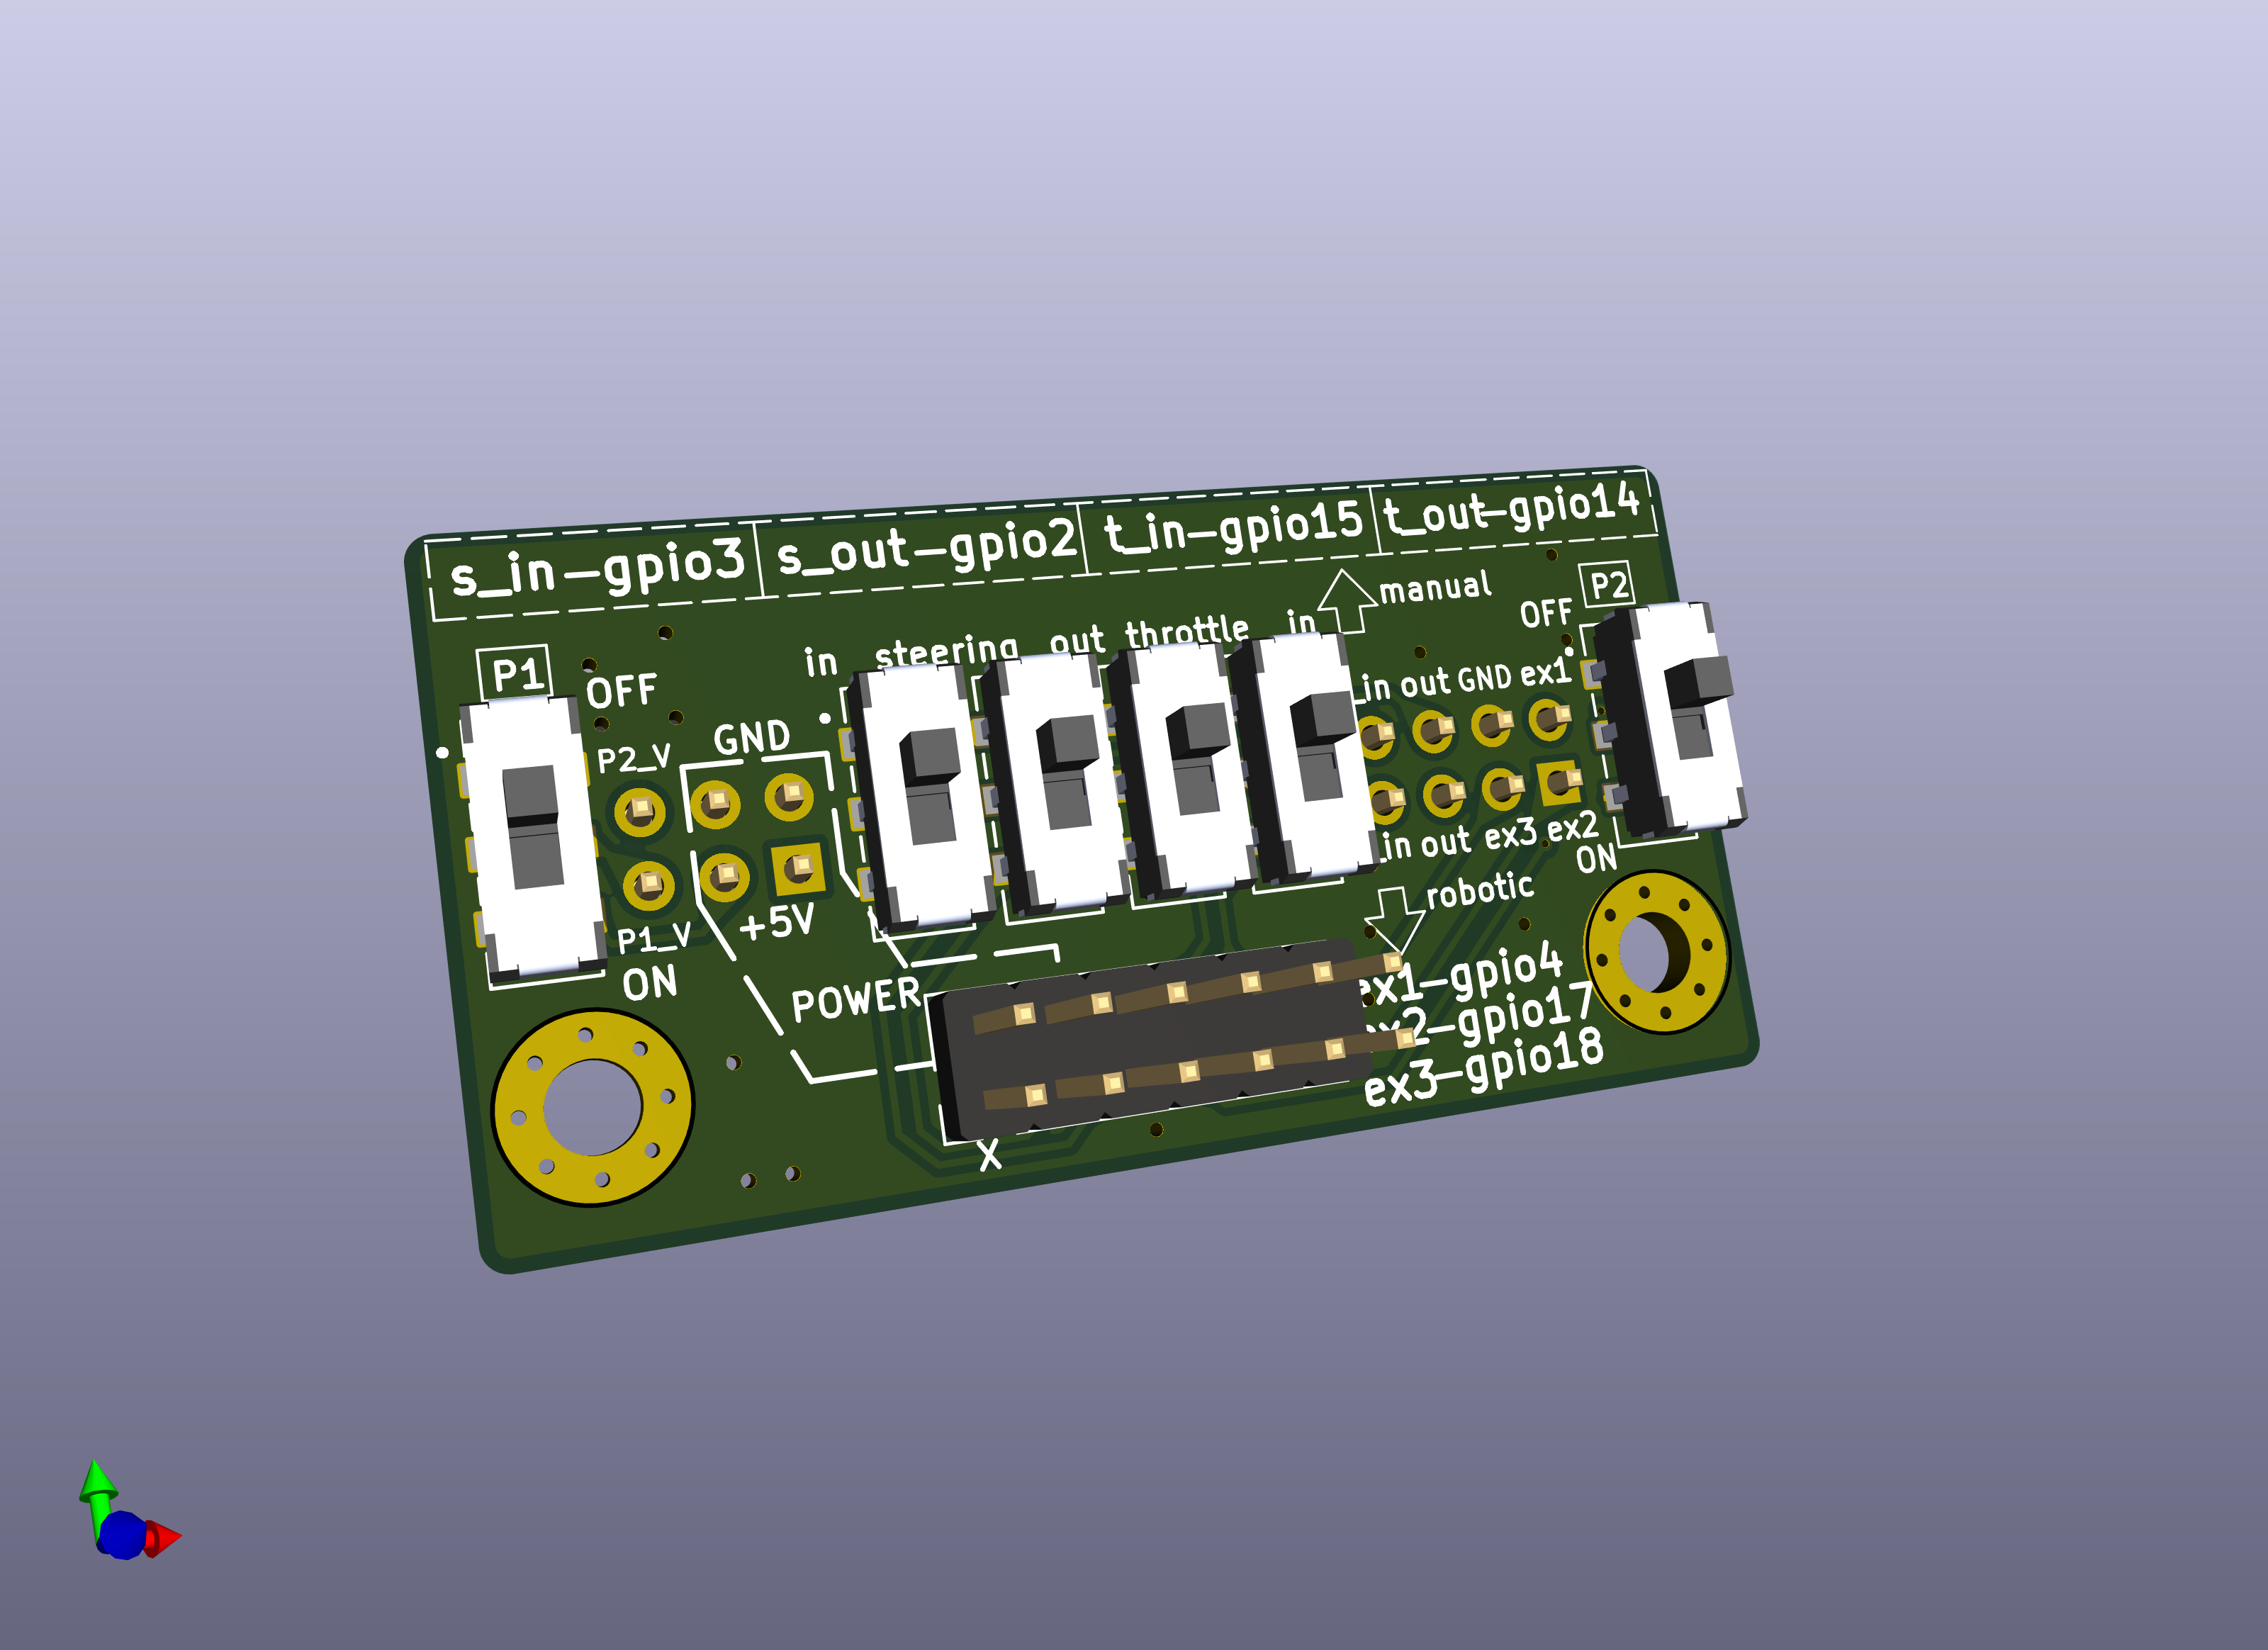 s_in-gpio3 s_out-gpio2 t_in-gpio15 t_out-gpio14
manual
P2
OFF
in steering out throttle in
P1
OFF
in out GND ex1
P2_V
GND
in out ex3 ex2
ON
+5V
P1_V
ON
robotic
POWER
ex1-gpio4
ex2-gpio17
ex3-gpio18
X